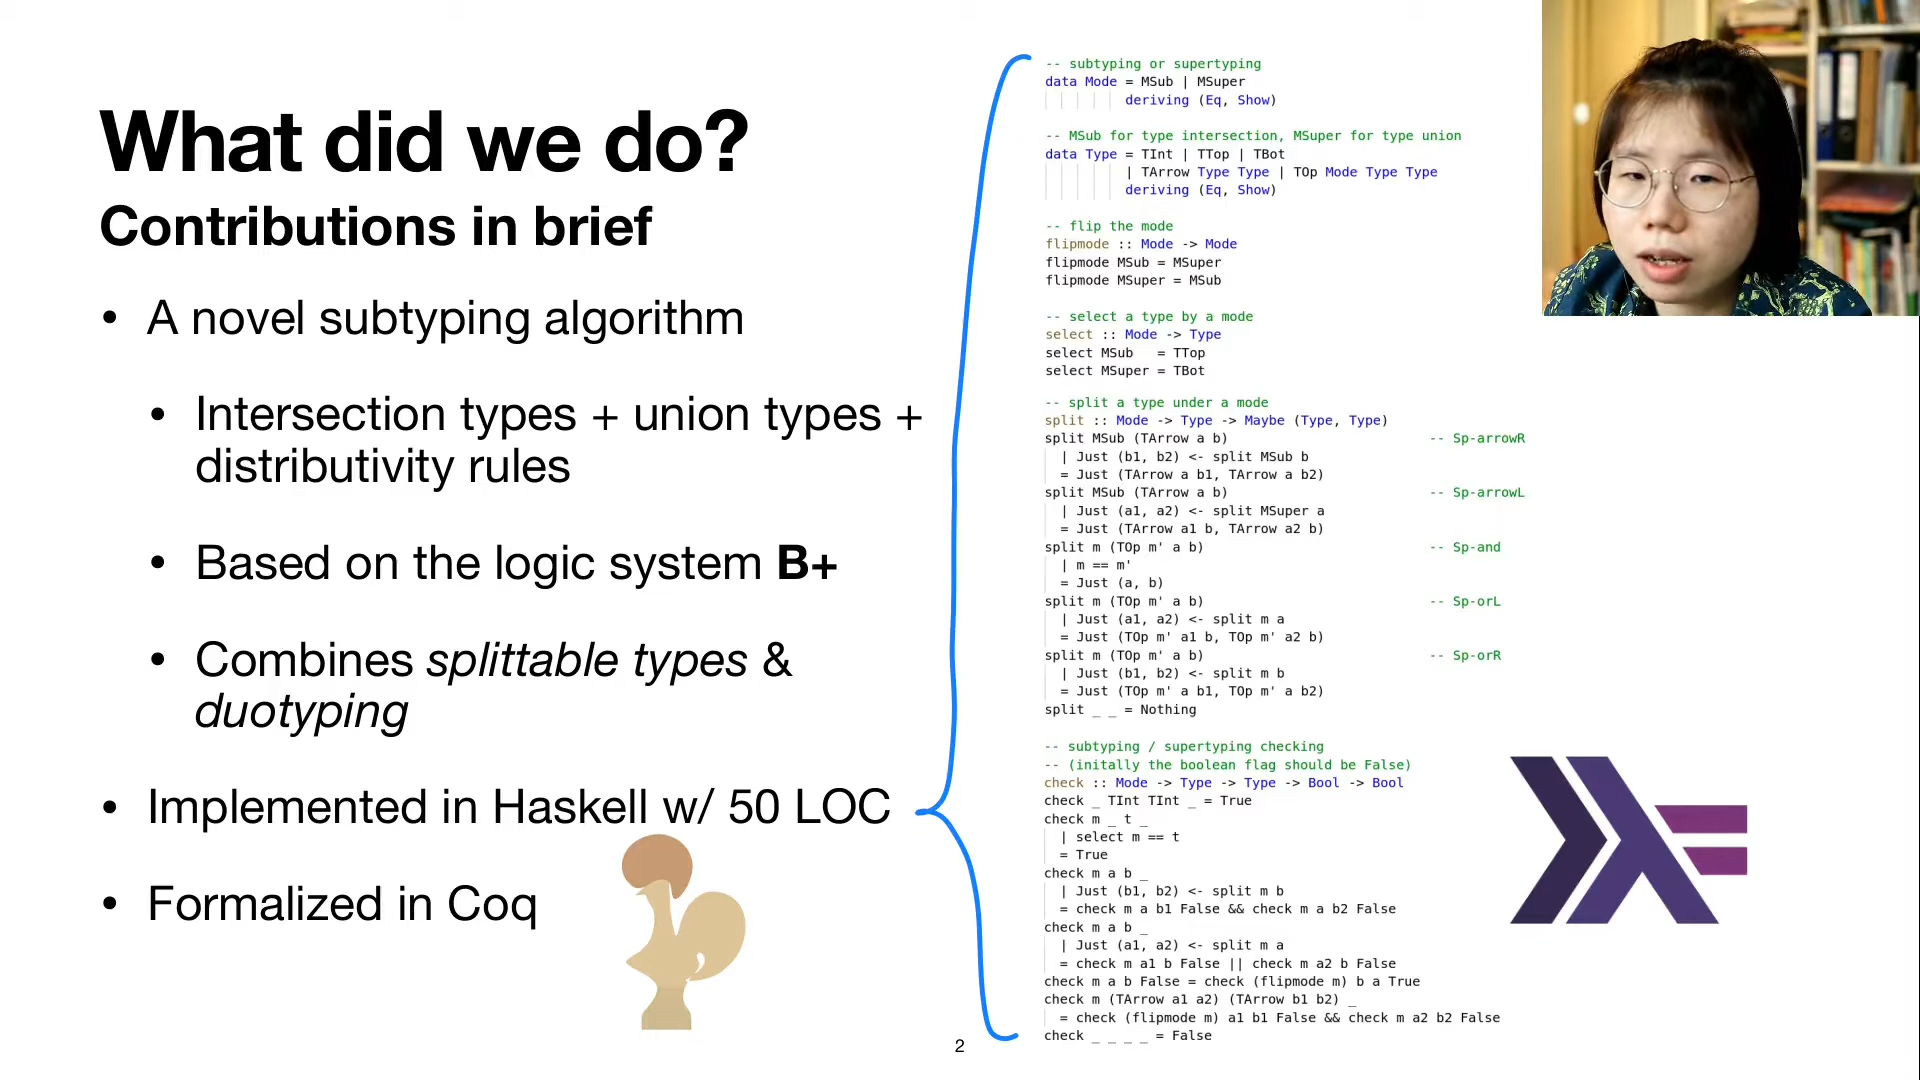 What did we do?
Contributions in brief
• A novel subtyping algorithm
• Intersection types + union types +
distributivity rules
• Based on the logic system B+
• Combines splittable types &
duotyping
• Implemented in Haskell w/ 50 LOC
• Formalized in Coq
-- subtyping or supertyping
data Mode = MSub | MSuper
          deriving (Eq, Show)
-- MSub for type intersection, MSuper for type union
data Type = TInt | TTop | TBot
          | TArrow Type Type | TOp Mode Type Type
          deriving (Eq, Show)
-- flip the mode
flipmode :: Mode -> Mode
flipmode MSub = MSuper
flipmode MSuper = MSub
-- select a type by a mode
select :: Mode -> Type
select MSub   = TTop
select MSuper = TBot
-- split a type under a mode
split :: Mode -> Type -> Maybe (Type, Type)
split MSub (TArrow a b) -- Sp-arrowR
  | Just (b1, b2) <- split MSub b
  = Just (TArrow a b1, TArrow a b2)
split MSub (TArrow a b) -- Sp-arrowL
  | Just (a1, a2) <- split MSuper a
  = Just (TArrow a1 b, TArrow a2 b)
split m (TOp m' a b) -- Sp-and
  | m == m'
  = Just (a, b)
split m (TOp m' a b) -- Sp-orL
  | Just (a1, a2) <- split m a
  = Just (TOp m' a1 b, TOp m' a2 b)
split m (TOp m' a b) -- Sp-orR
  | Just (b1, b2) <- split m b
  = Just (TOp m' a b1, TOp m' a b2)
split _ _ = Nothing
-- subtyping / supertyping checking
-- (initally the boolean flag should be False)
check :: Mode -> Type -> Type -> Bool -> Bool
check _ TInt TInt _ = True
check m _ t _
  | select m == t
  = True
check m a b _
  | Just (b1, b2) <- split m b
  = check m a b1 False && check m a b2 False
check m a b _
  | Just (a1, a2) <- split m a
  = check m a1 b False || check m a2 b False
check m a b False = check (flipmode m) b a True
check m (TArrow a1 a2) (TArrow b1 b2) _
  = check (flipmode m) a1 b1 False && check m a2 b2 False
check _ _ _ _ = False
2